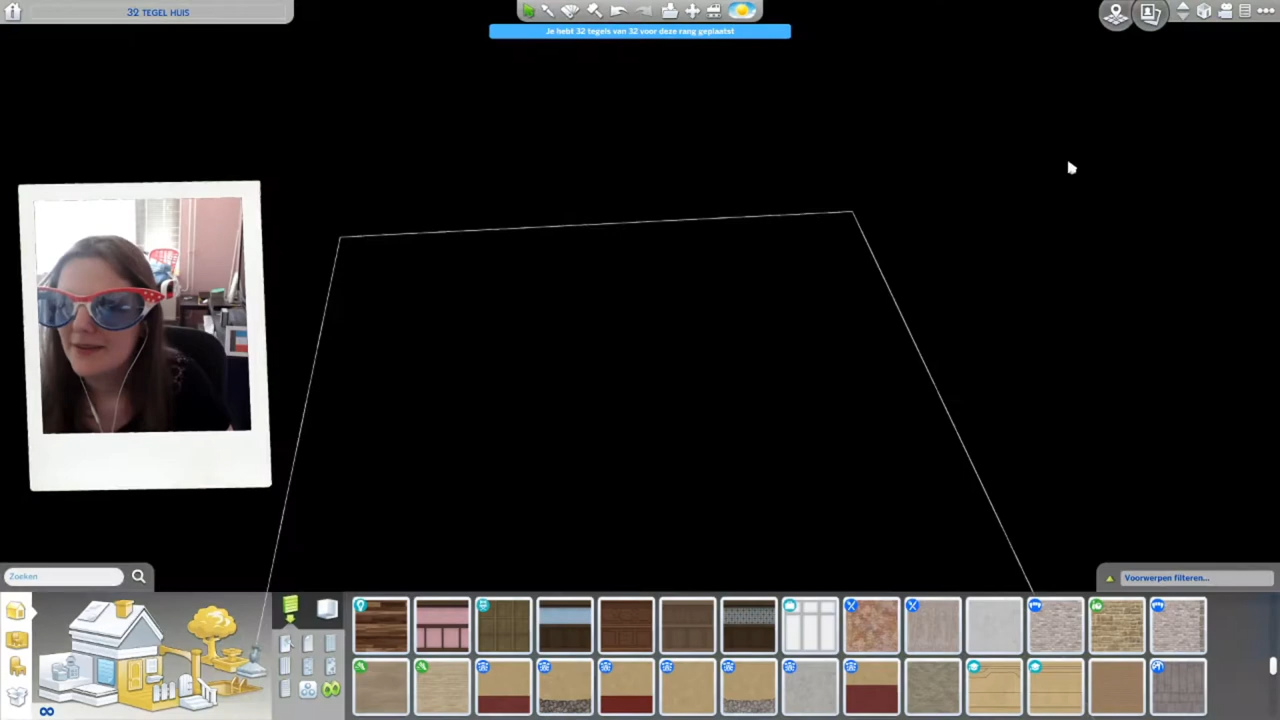 32 TEGEL HUIS
Je hebt 32 tegels van 32 voor deze rang geplaatst
Zoeken
Voorwerpen filteren...